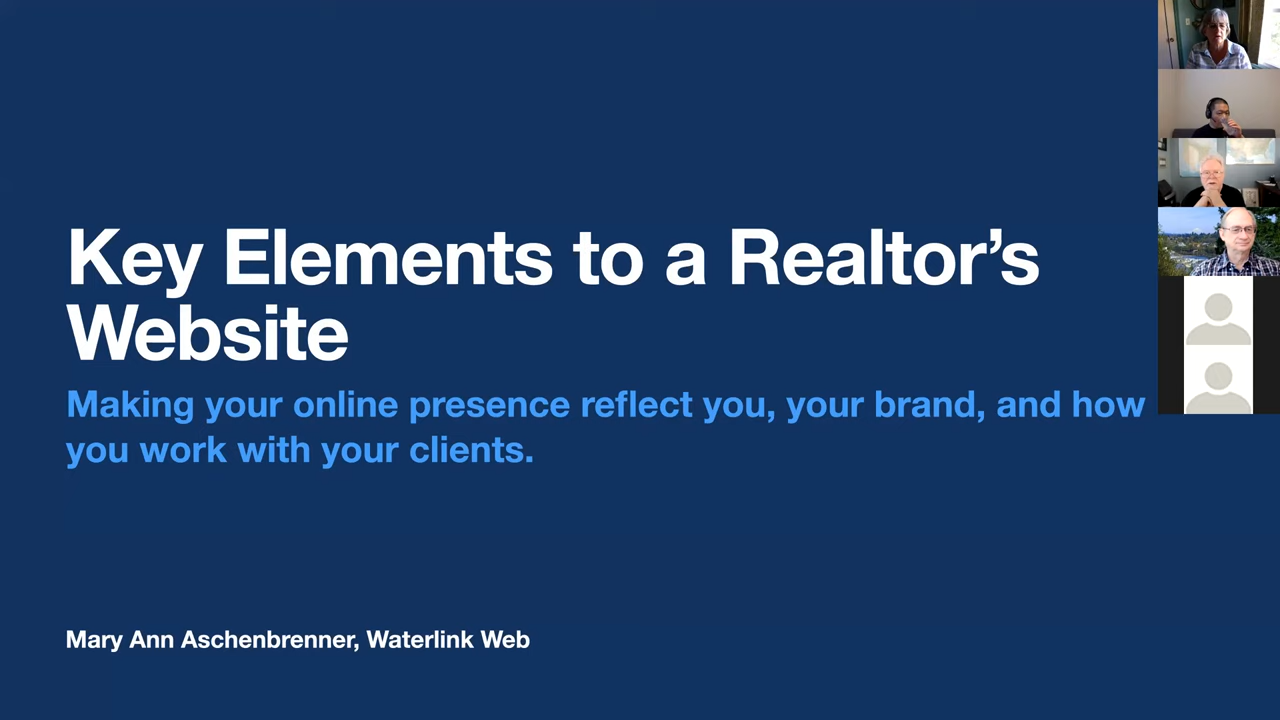 Key Elements to a Realtor’s
Website
Making your online presence reflect you, your brand, and how
you work with your clients.
Mary Ann Aschenbrenner, Waterlink Web